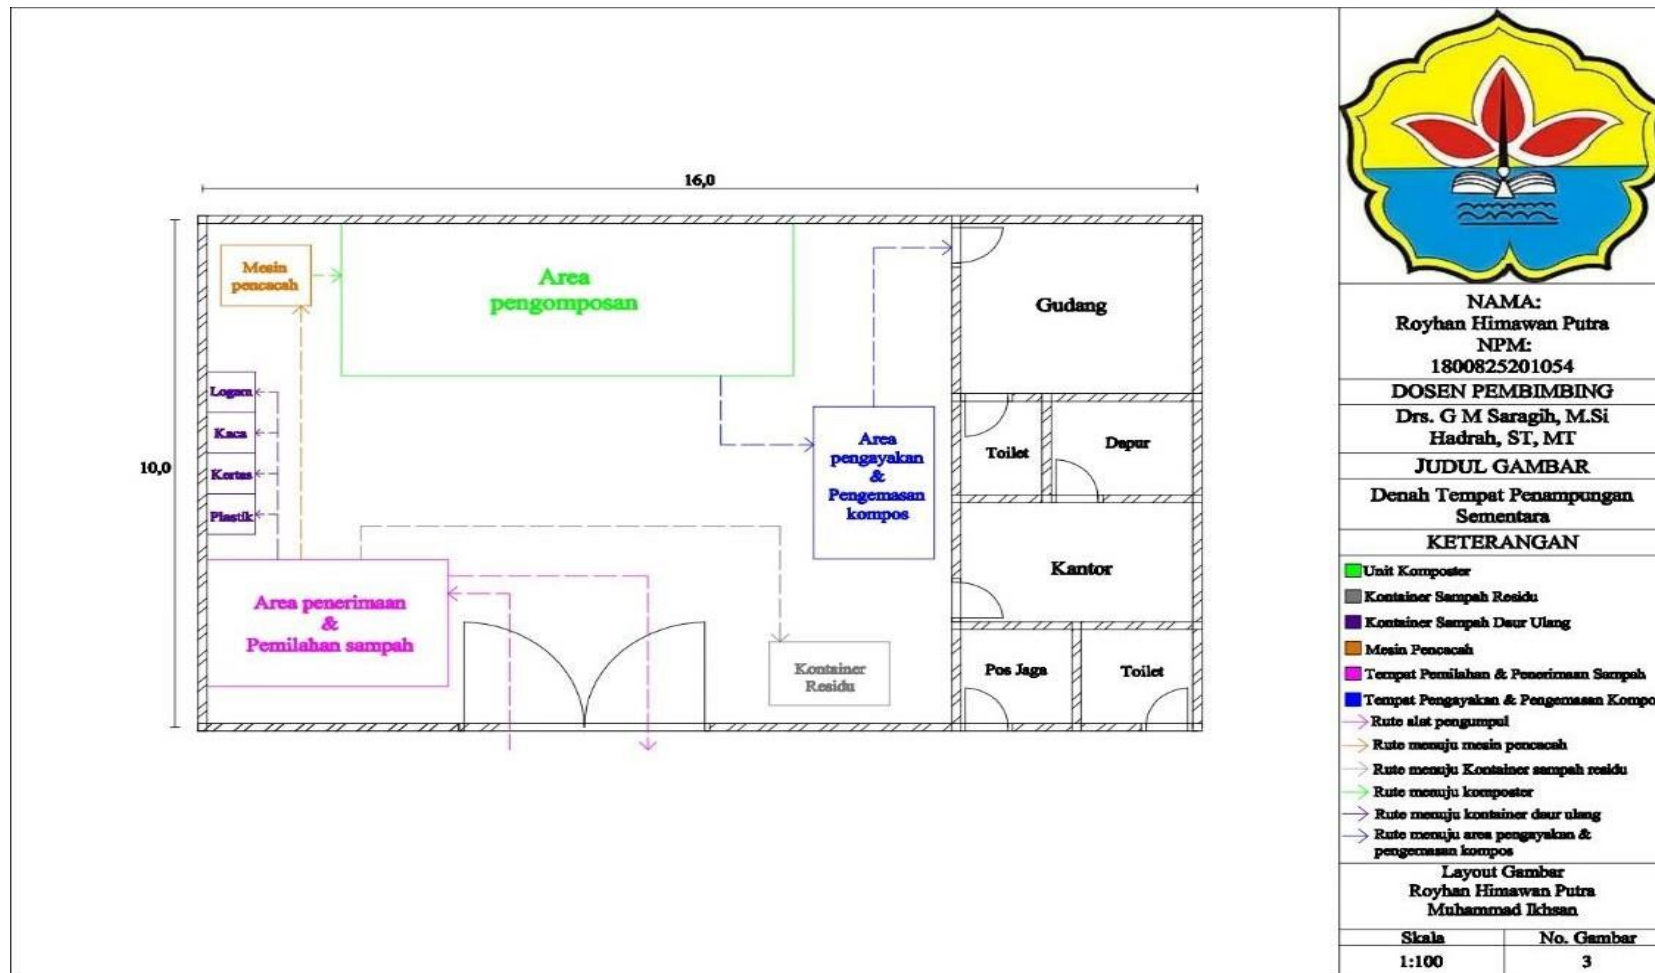 16,0
10,0
Mesin
pencacah
Area
pengomposan
Gudang
Logam
Kaca
Kertas
Plastik
Area
pengayakan
&
Pengemasan
kompos
Toilet
Dapur
Kantor
Area penerimaan
&
Pemilahan sampah
Kontainer
Residu
Pos Jaga
Toilet
NAMA:
Royhan Himawan Putra
NPM:
1800825201054
DOSEN PEMBIMBING
Drs. G M Saragih, M.Si
Hadrah, ST, MT
JUDUL GAMBAR
Denah Tempat Penampungan
Sementara
KETERANGAN
Unit Komposter
Kontainer Sampah Residu
Kontainer Sampah Daur Ulang
Mesin Pencacah
Tempat Pemilahan & Penerimaan Sampah
Tempat Pengayakan & Pengemasan Kompo
Rute alat pengumpul
Rute menuju mesin pencacah
Rute menuju Kontainer sampah residu
Rute menuju komposter
Rute menuju kontainer daur ulang
Rute menuju area pengayakan &
pengemasan kompos
Layout Gambar
Royhan Himawan Putra
Muhammad Ikhsan
Skala
No. Gambar
1:100
3